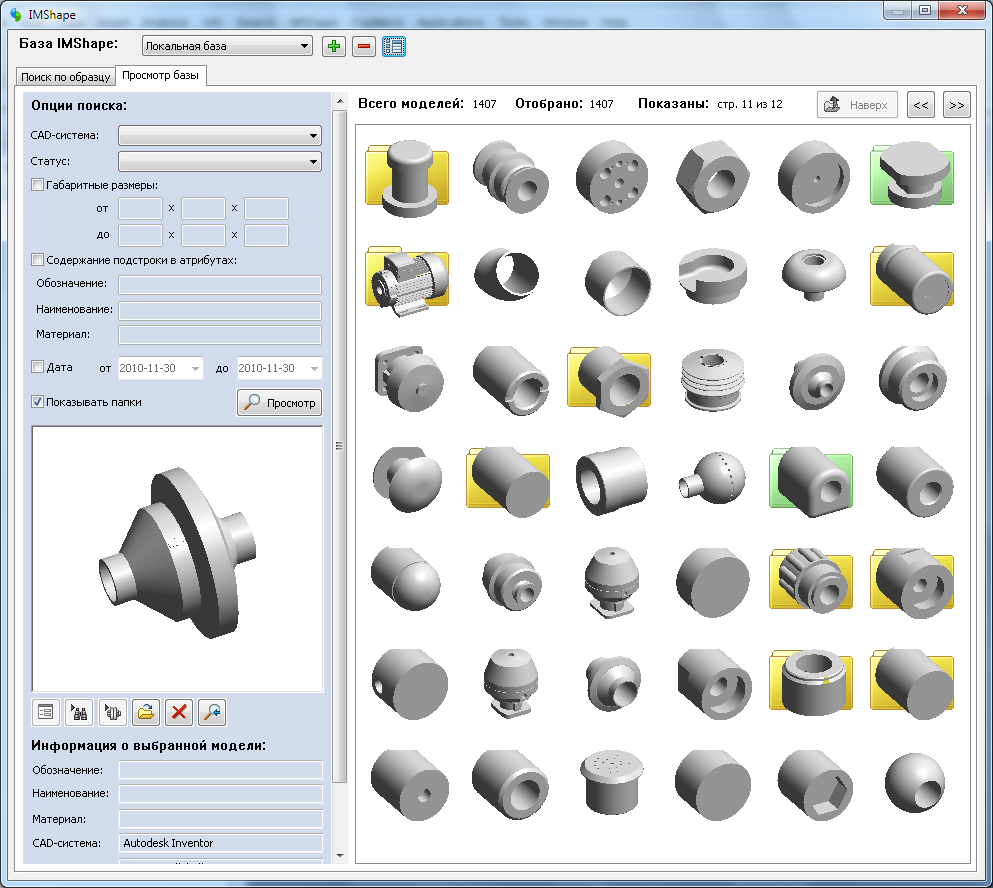 IMShape
База IMShape:
Локальная база
Поиск по образцу
Просмотр базы
Опции поиска:
CAD-система:
Статус:
Габаритные размеры:
от x x
до x x
Содержание подстроки в атрибутах:
Обозначение:
Наименование:
Материал:
Дата от 2010-11-30 до 2010-11-30
Показывать папки
Просмотр
Информация о выбранной модели:
Обозначение:
Наименование:
Материал:
CAD-система: Autodesk Inventor
Всего моделей: 1407 Отобрано: 1407 Показаны: стр. 11 из 12
Наверх
<< >>